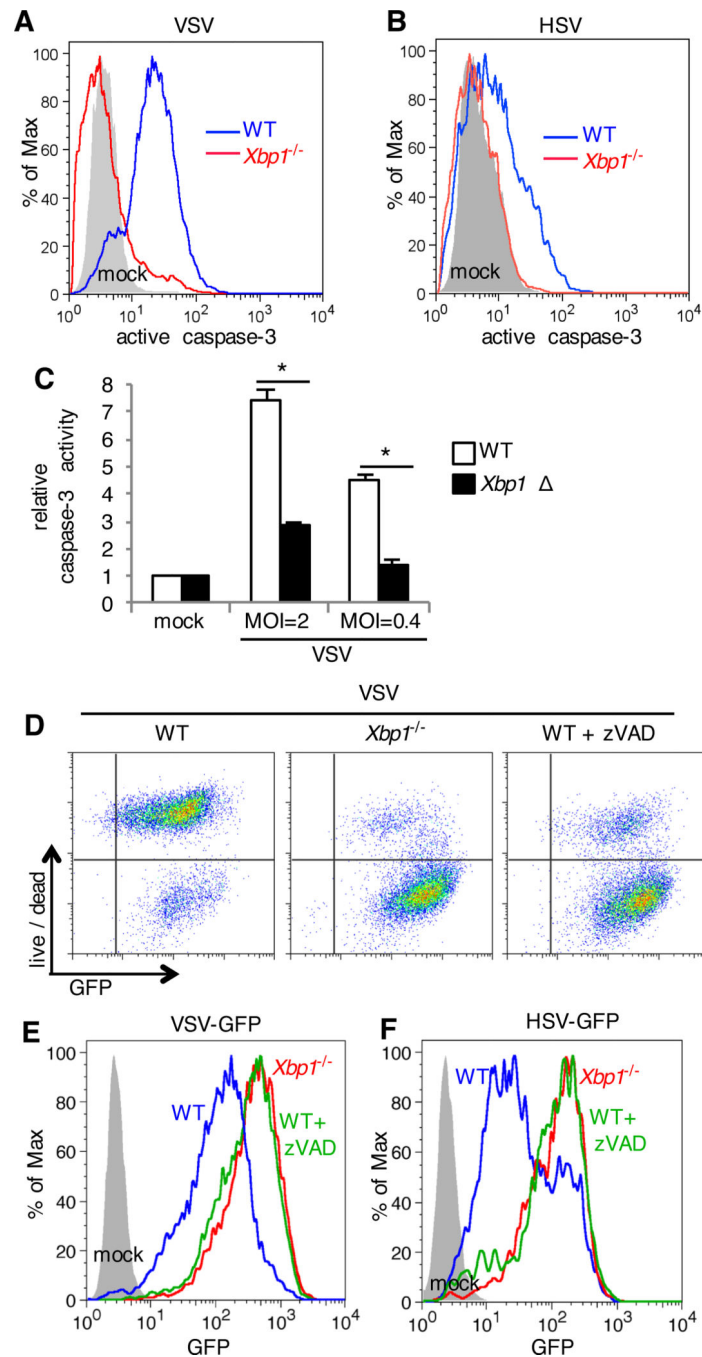 A
VSV
% of Max
100
80
60
40
20
0
WT
Xbp1-/-
mock
10^0 10^1 10^2 10^3 10^4
active caspase-3
B
HSV
% of Max
100
80
60
40
20
0
WT
Xbp1-/-
mock
10^0 10^1 10^2 10^3 10^4
active caspase-3
C
relative
caspase-3 activity
8
7
6
5
4
3
2
1
0
*
*
WT
Xbp1 Δ
mock MOI=2 MOI=0.4
VSV
VSV
D
WT Xbp1-/- WT + zVAD
live / dead
GFP
E
VSV-GFP
% of Max
100
80
60
40
20
0
Xbp1-/-
WT
WT+
zVAD
mock
10^0 10^1 10^2 10^3 10^4
GFP
F
HSV-GFP
% of Max
100
80
60
40
20
0
WT
Xbp1-/-
WT+
zVAD
mock
10^0 10^1 10^2 10^3 10^4
GFP